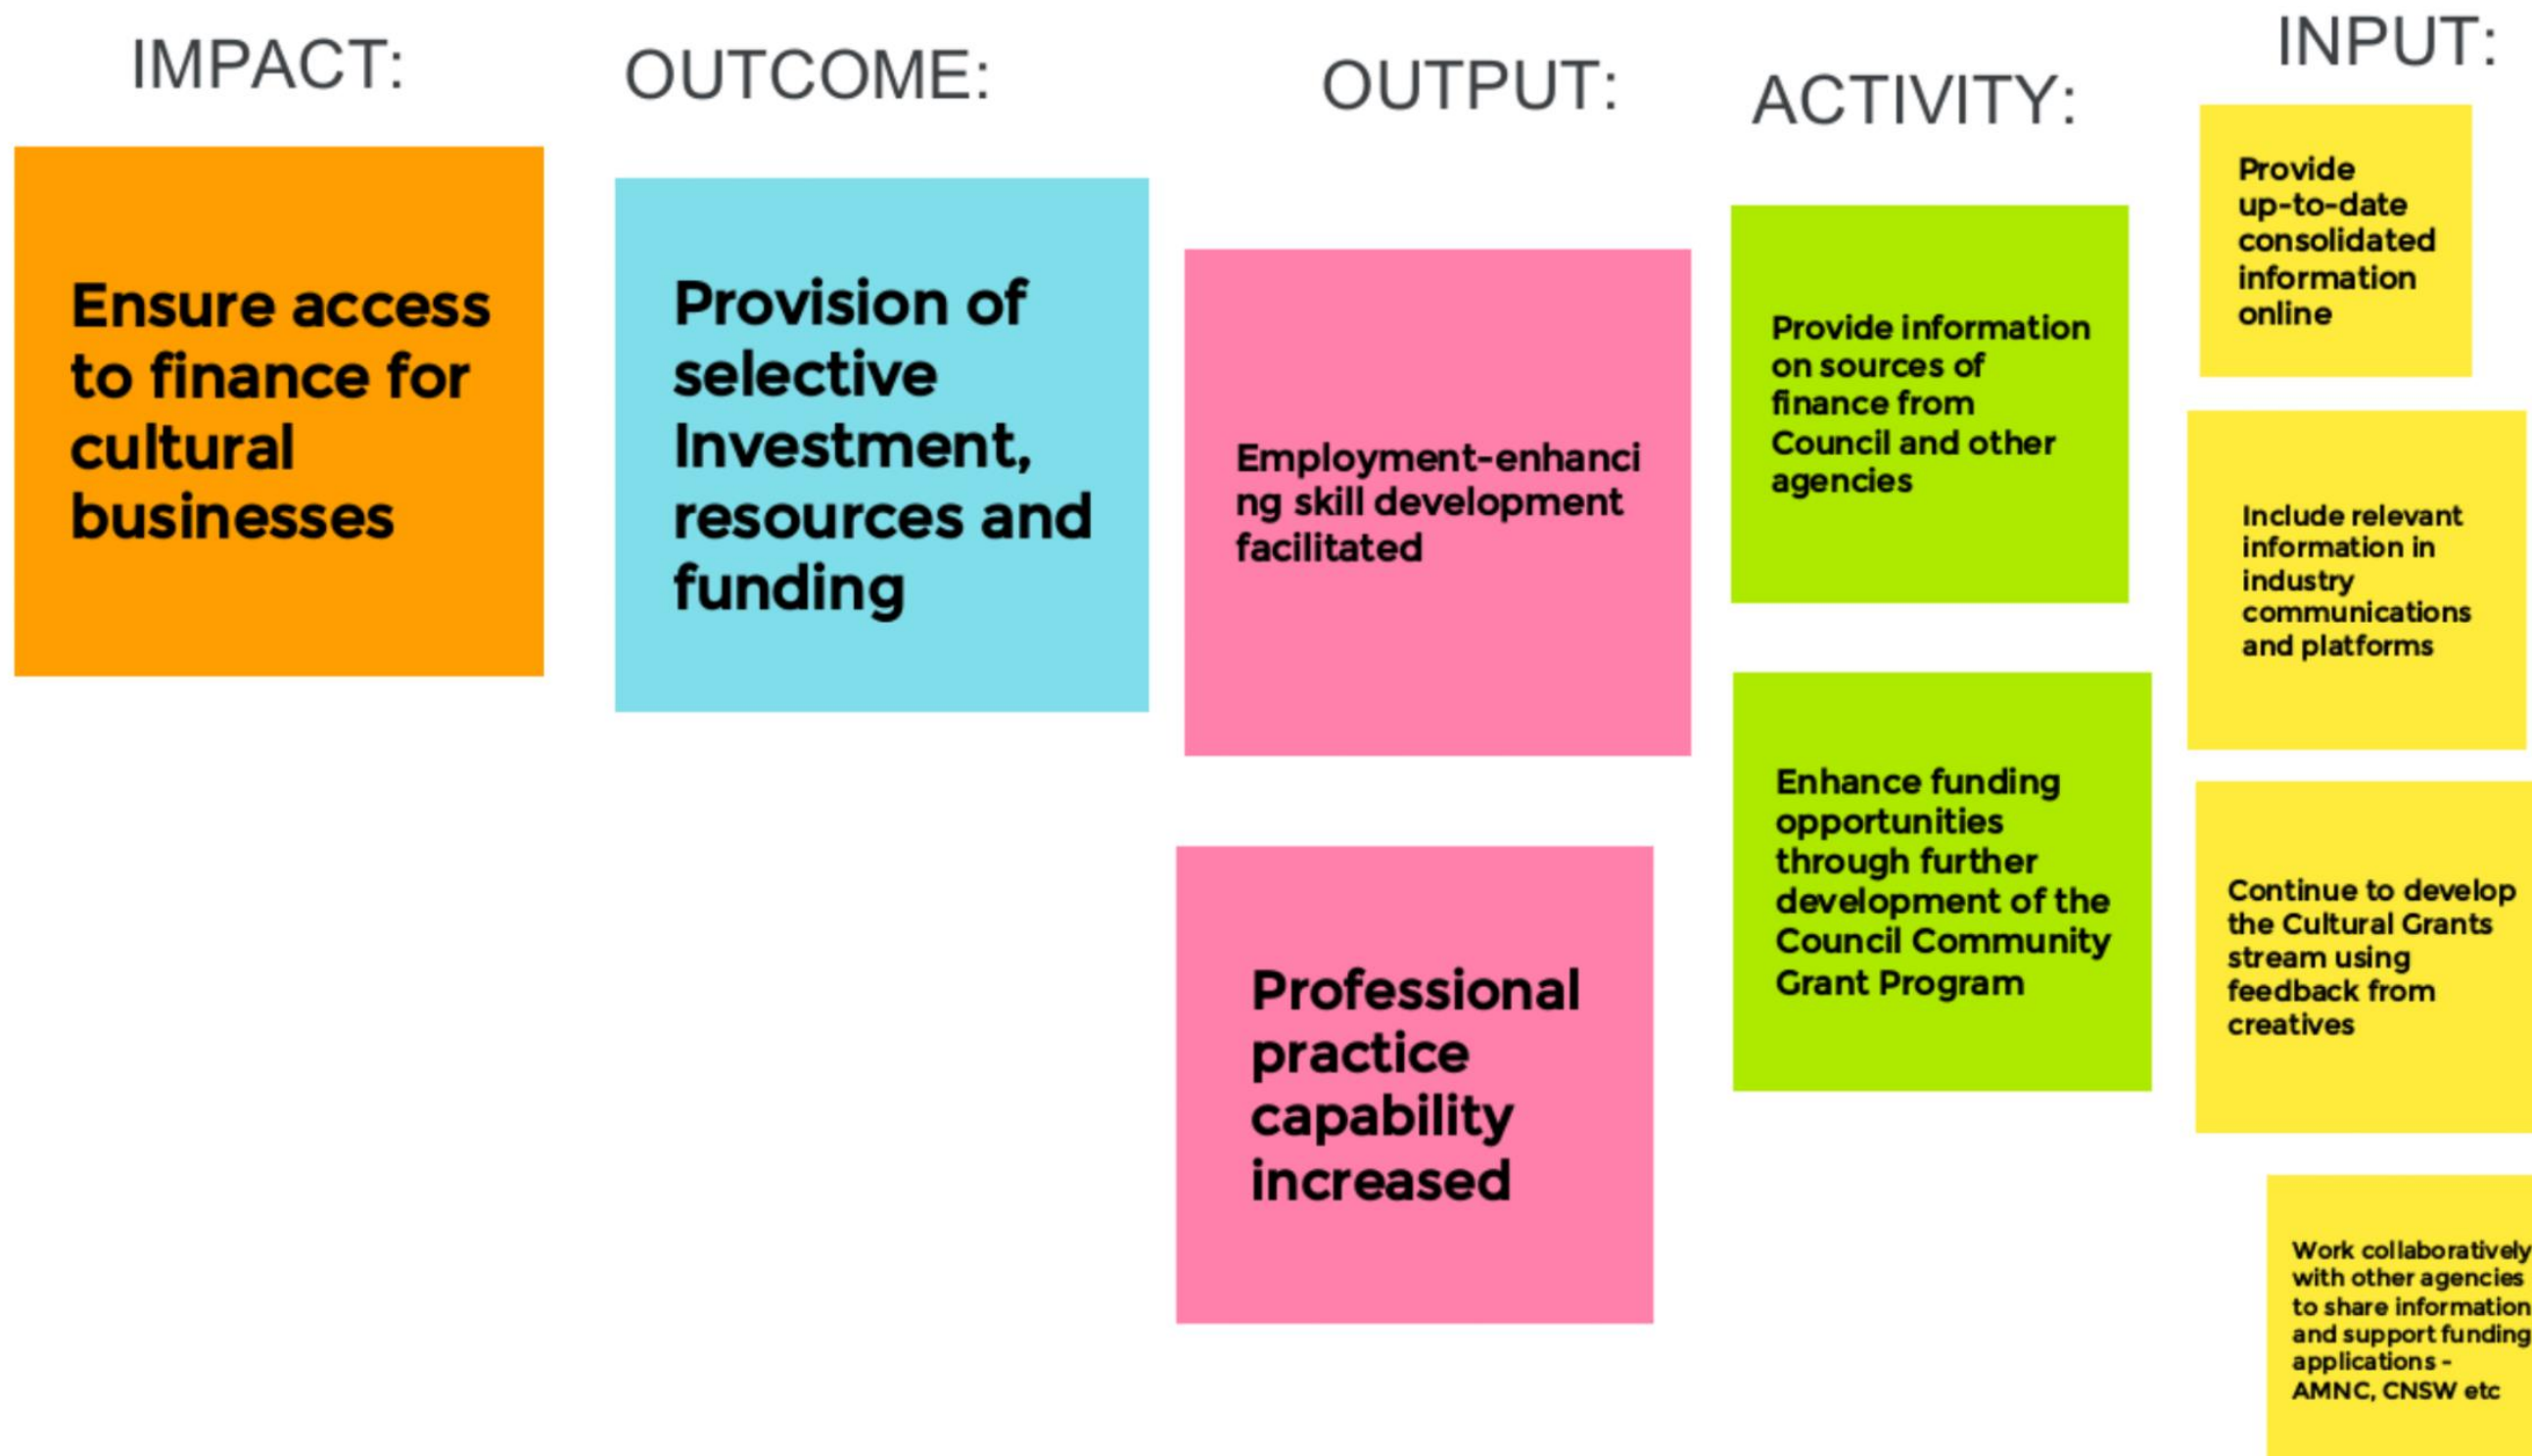 IMPACT:
Ensure access
to finance for
cultural
businesses
OUTCOME:
Provision of
selective
Investment,
resources and
funding
OUTPUT:
Employment-enhanci
ng skill development
facilitated
Professional
practice
capability
increased
ACTIVITY:
Provide information
on sources of
finance from
Council and other
agencies
Enhance funding
opportunities
through further
development of the
Council Community
Grant Program
INPUT:
Provide
up-to-date
consolidated
information
online
Include relevant
information in
industry
communications
and platforms
Continue to develop
the Cultural Grants
stream using
feedback from
creatives
Work collaboratively
with other agencies
to share information
and support funding
applications -
AMNC, CNSW etc